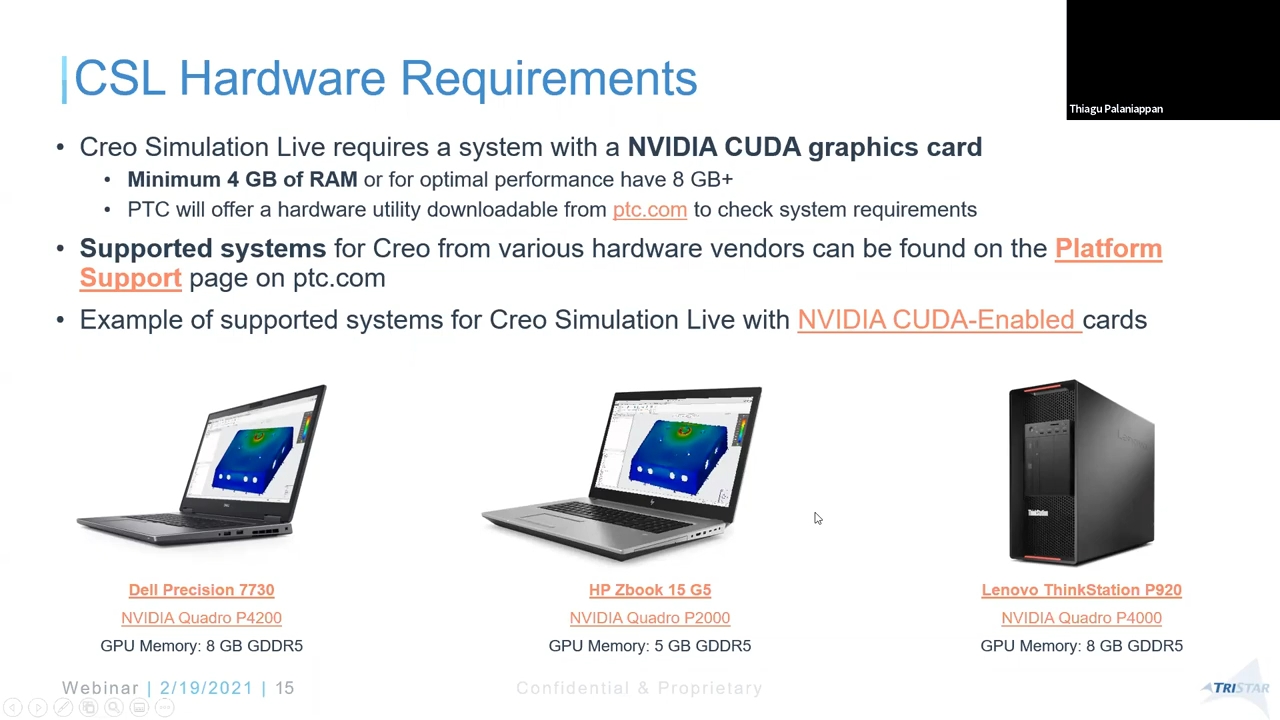 Thiagu Palaniappan
CSL Hardware Requirements
• Creo Simulation Live requires a system with a NVIDIA CUDA graphics card
• Minimum 4 GB of RAM or for optimal performance have 8 GB+
• PTC will offer a hardware utility downloadable from ptc.com to check system requirements
• Supported systems for Creo from various hardware vendors can be found on the Platform
Support page on ptc.com
• Example of supported systems for Creo Simulation Live with NVIDIA CUDA-Enabled cards
ThinkStation
Dell Precision 7730
NVIDIA Quadro P4200
GPU Memory: 8 GB GDDR5
HP Zbook 15 G5
NVIDIA Quadro P2000
GPU Memory: 5 GB GDDR5
Lenovo ThinkStation P920
NVIDIA Quadro P4000
GPU Memory: 8 GB GDDR5
Webinar | 2/19/2021 | 15
Confidential & Proprietary
TRISTAR